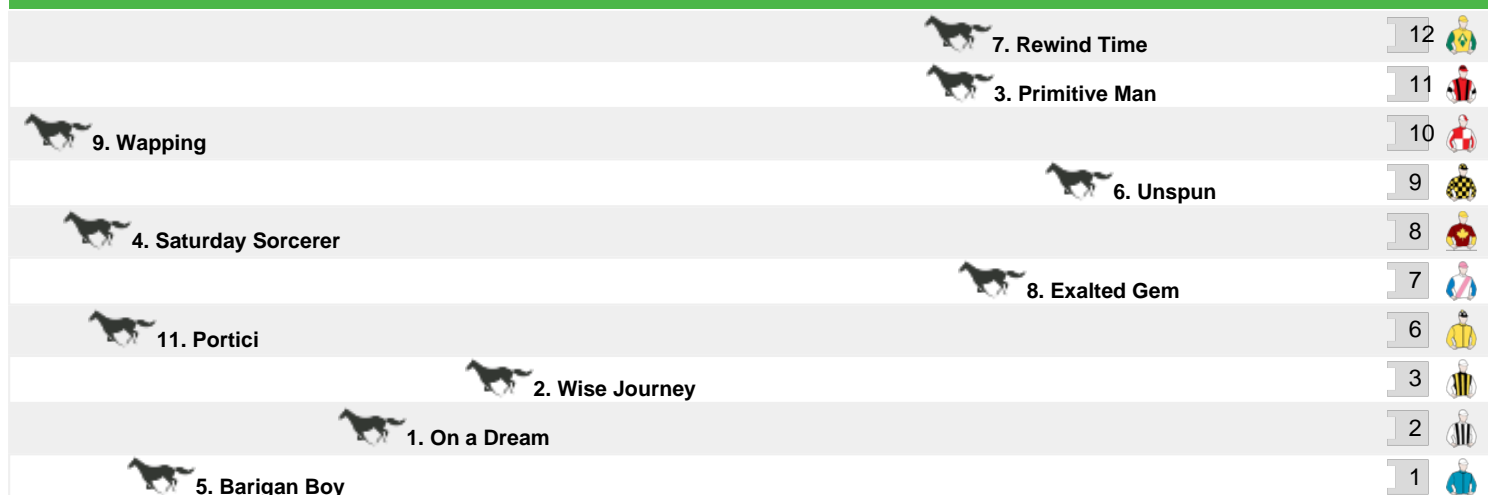 7. Rewind Time 12
3. Primitive Man 11
9. Wapping 10
6. Unspun 9
4. Saturday Sorcerer 8
8. Exalted Gem 7
11. Portici 6
2. Wise Journey 3
1. On a Dream 2
5. Barigan Boy 1